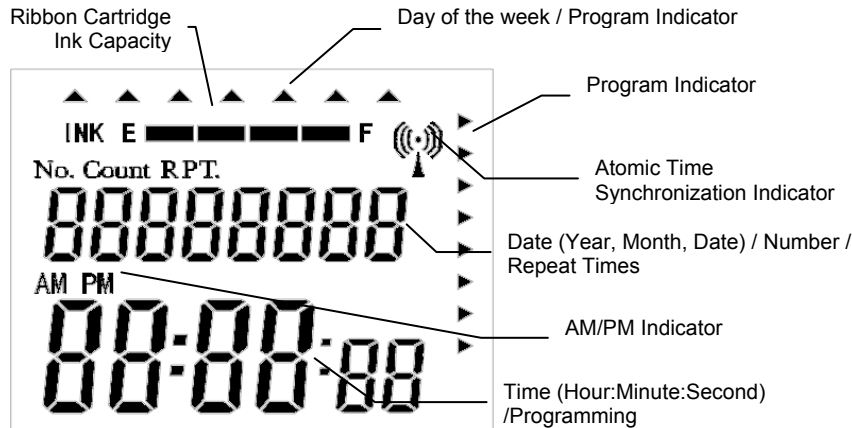 Ribbon Cartridge
Ink Capacity
Day of the week / Program Indicator
Program Indicator
INK E F
Atomic Time
Synchronization Indicator
No. Count RPT.
88888888
Date (Year, Month, Date) / Number /
Repeat Times
AM PM
AM/PM Indicator
88:88:88
Time (Hour:Minute:Second)
/Programming